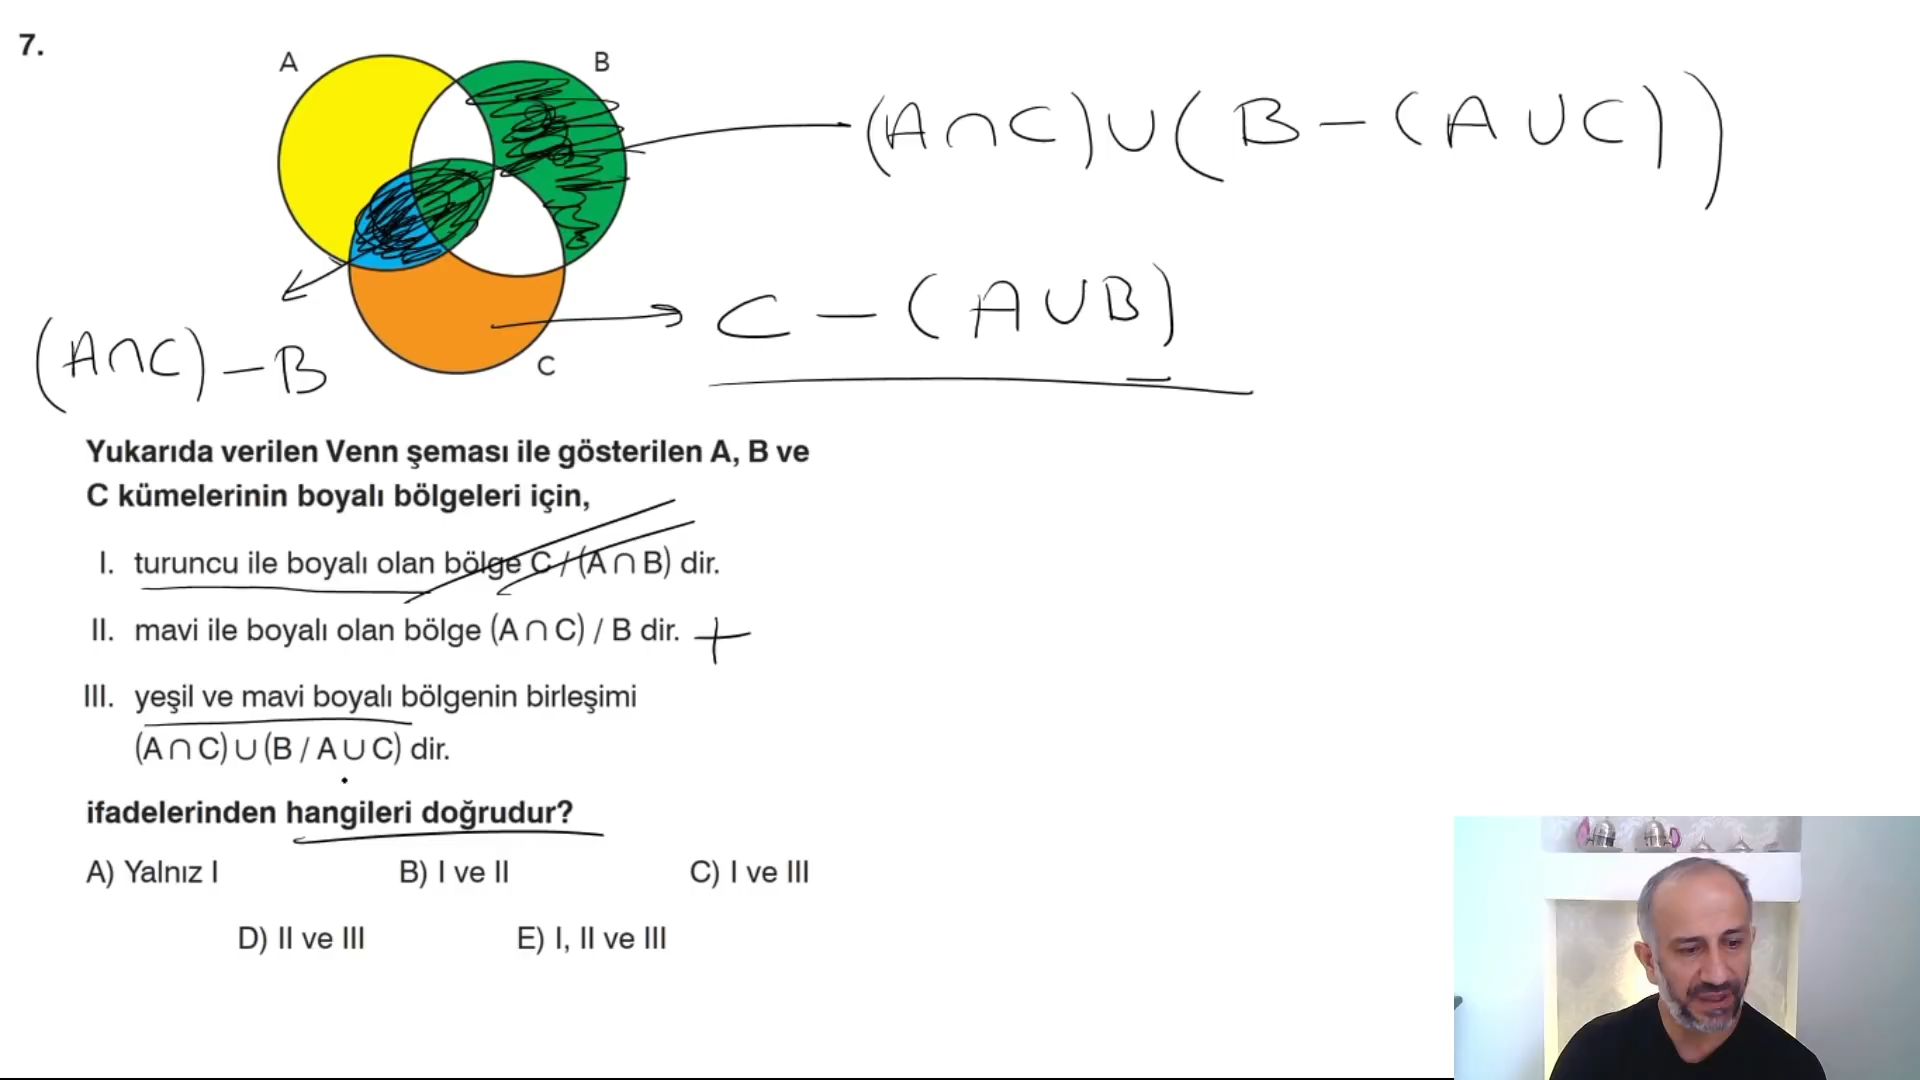 7.
A
B
(A∩C)∪(B−(A∪C))
C−(A∪B)
(A∩C)−B
C
Yukarıda verilen Venn şeması ile gösterilen A, B ve
C kümelerinin boyalı bölgeleri için,
I. turuncu ile boyalı olan bölge C / (A ∩ B) dir.
II. mavi ile boyalı olan bölge (A ∩ C) / B dir. +
III. yeşil ve mavi boyalı bölgenin birleşimi
(A ∩ C) ∪ (B / A ∪ C) dir.
ifadelerinden hangileri doğrudur?
A) Yalnız I B) I ve II C) I ve III
D) II ve III E) I, II ve III